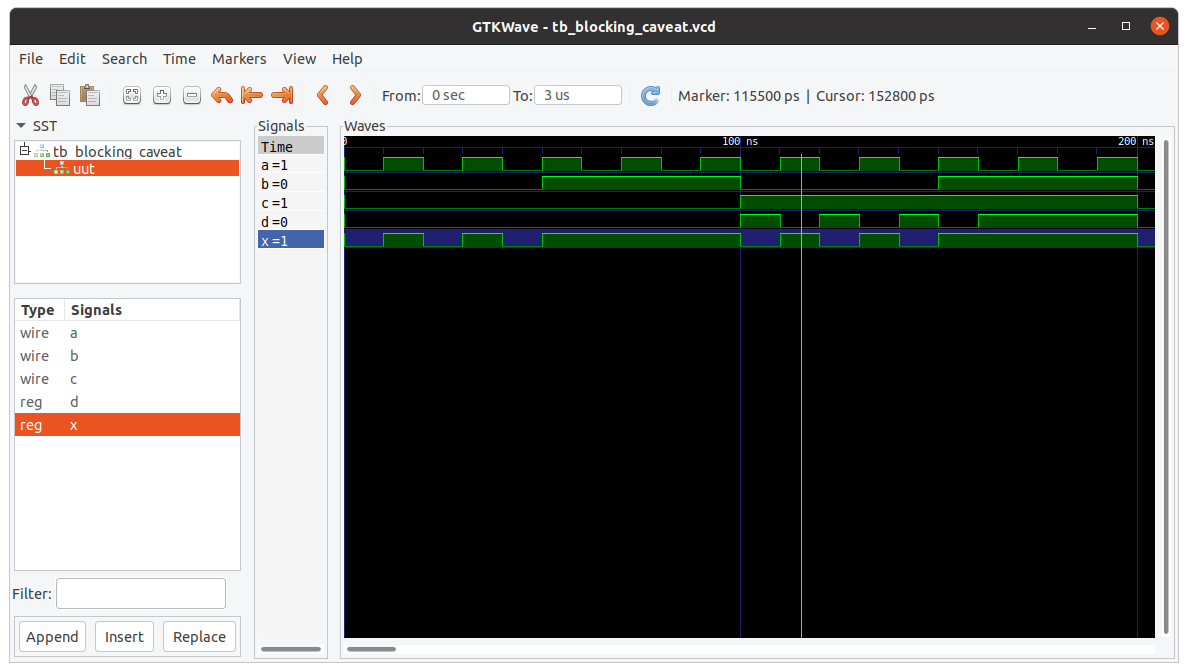 GTKWave - tb_blocking_caveat.vcd
File Edit Search Time Markers View Help
From: 0 sec To: 3 us Marker: 115500 ps | Cursor: 152800 ps
SST
tb_blocking_caveat
uut
Type Signals
wire a
wire b
wire c
reg d
reg x
Filter:
Append Insert Replace
Signals
Time
a=1
b=0
c=1
d=0
x=1
Waves
0 100 ns 200 ns